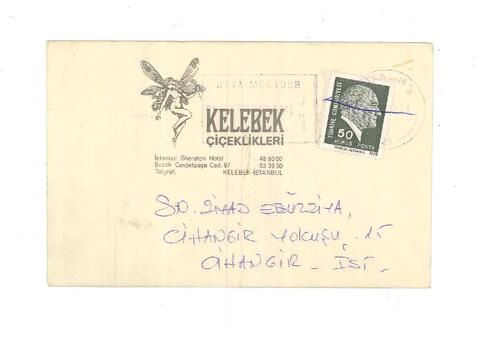 HAVA MEKTUBU
KELEBEK
ÇİÇEKLİKLERİ
İstanbul Sheraton Hotel 48 90 00
Bebek Cevdetpaşa Cad. 97 63 39 50
Telgraf. KELEBEK-İSTANBUL
TÜRKİYE CUMHURİYETİ
50
KURUŞ POSTA
SN. ZİYAD EBÜZZİYA,
CİHANGİR YOKUŞU. 15
CİHANGİR - İST.